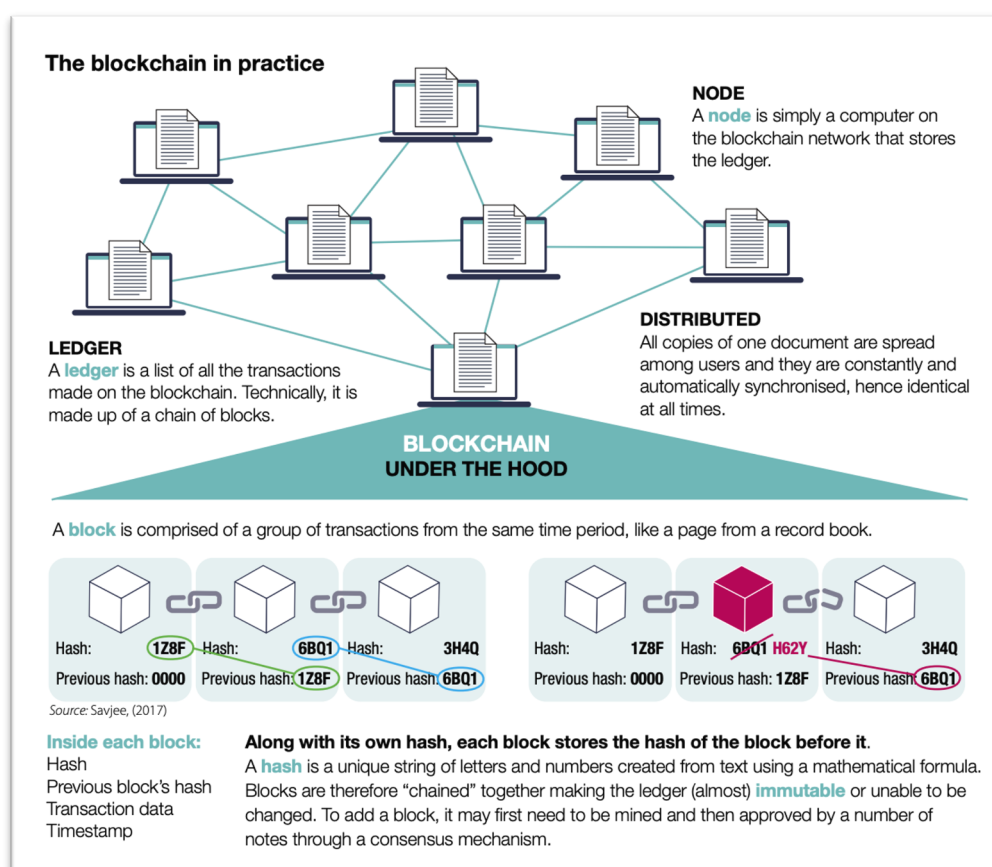 The blockchain in practice
NODE
A node is simply a computer on
the blockchain network that stores
the ledger.
DISTRIBUTED
All copies of one document are spread
among users and they are constantly and
automatically synchronised, hence identical
at all times.
LEDGER
A ledger is a list of all the transactions
made on the blockchain. Technically, it is
made up of a chain of blocks.
BLOCKCHAIN
UNDER THE HOOD
A block is comprised of a group of transactions from the same time period, like a page from a record book.
Hash: 1Z8F Hash: 6BQ1 Hash: 3H4Q
Previous hash: 0000 Previous hash: 1Z8F Previous hash: 6BQ1
Hash: 1Z8F Hash: 6BQ1 H62Y Hash: 3H4Q
Previous hash: 0000 Previous hash: 1Z8F Previous hash: 6BQ1
Source: Savjee, (2017)
Inside each block:
Hash
Previous block's hash
Transaction data
Timestamp
Along with its own hash, each block stores the hash of the block before it.
A hash is a unique string of letters and numbers created from text using a mathematical formula.
Blocks are therefore “chained” together making the ledger (almost) immutable or unable to be
changed. To add a block, it may first need to be mined and then approved by a number of
notes through a consensus mechanism.